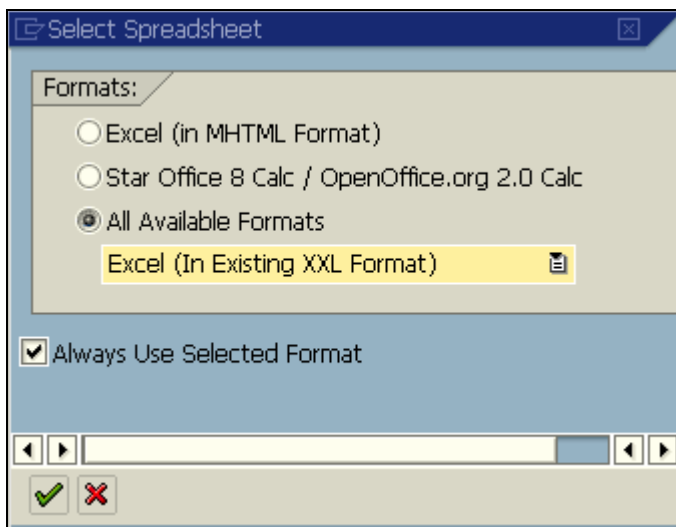 Select Spreadsheet
Formats:
Excel (in MHTML Format)
Star Office 8 Calc / OpenOffice.org 2.0 Calc
All Available Formats
Excel (In Existing XXL Format)
Always Use Selected Format